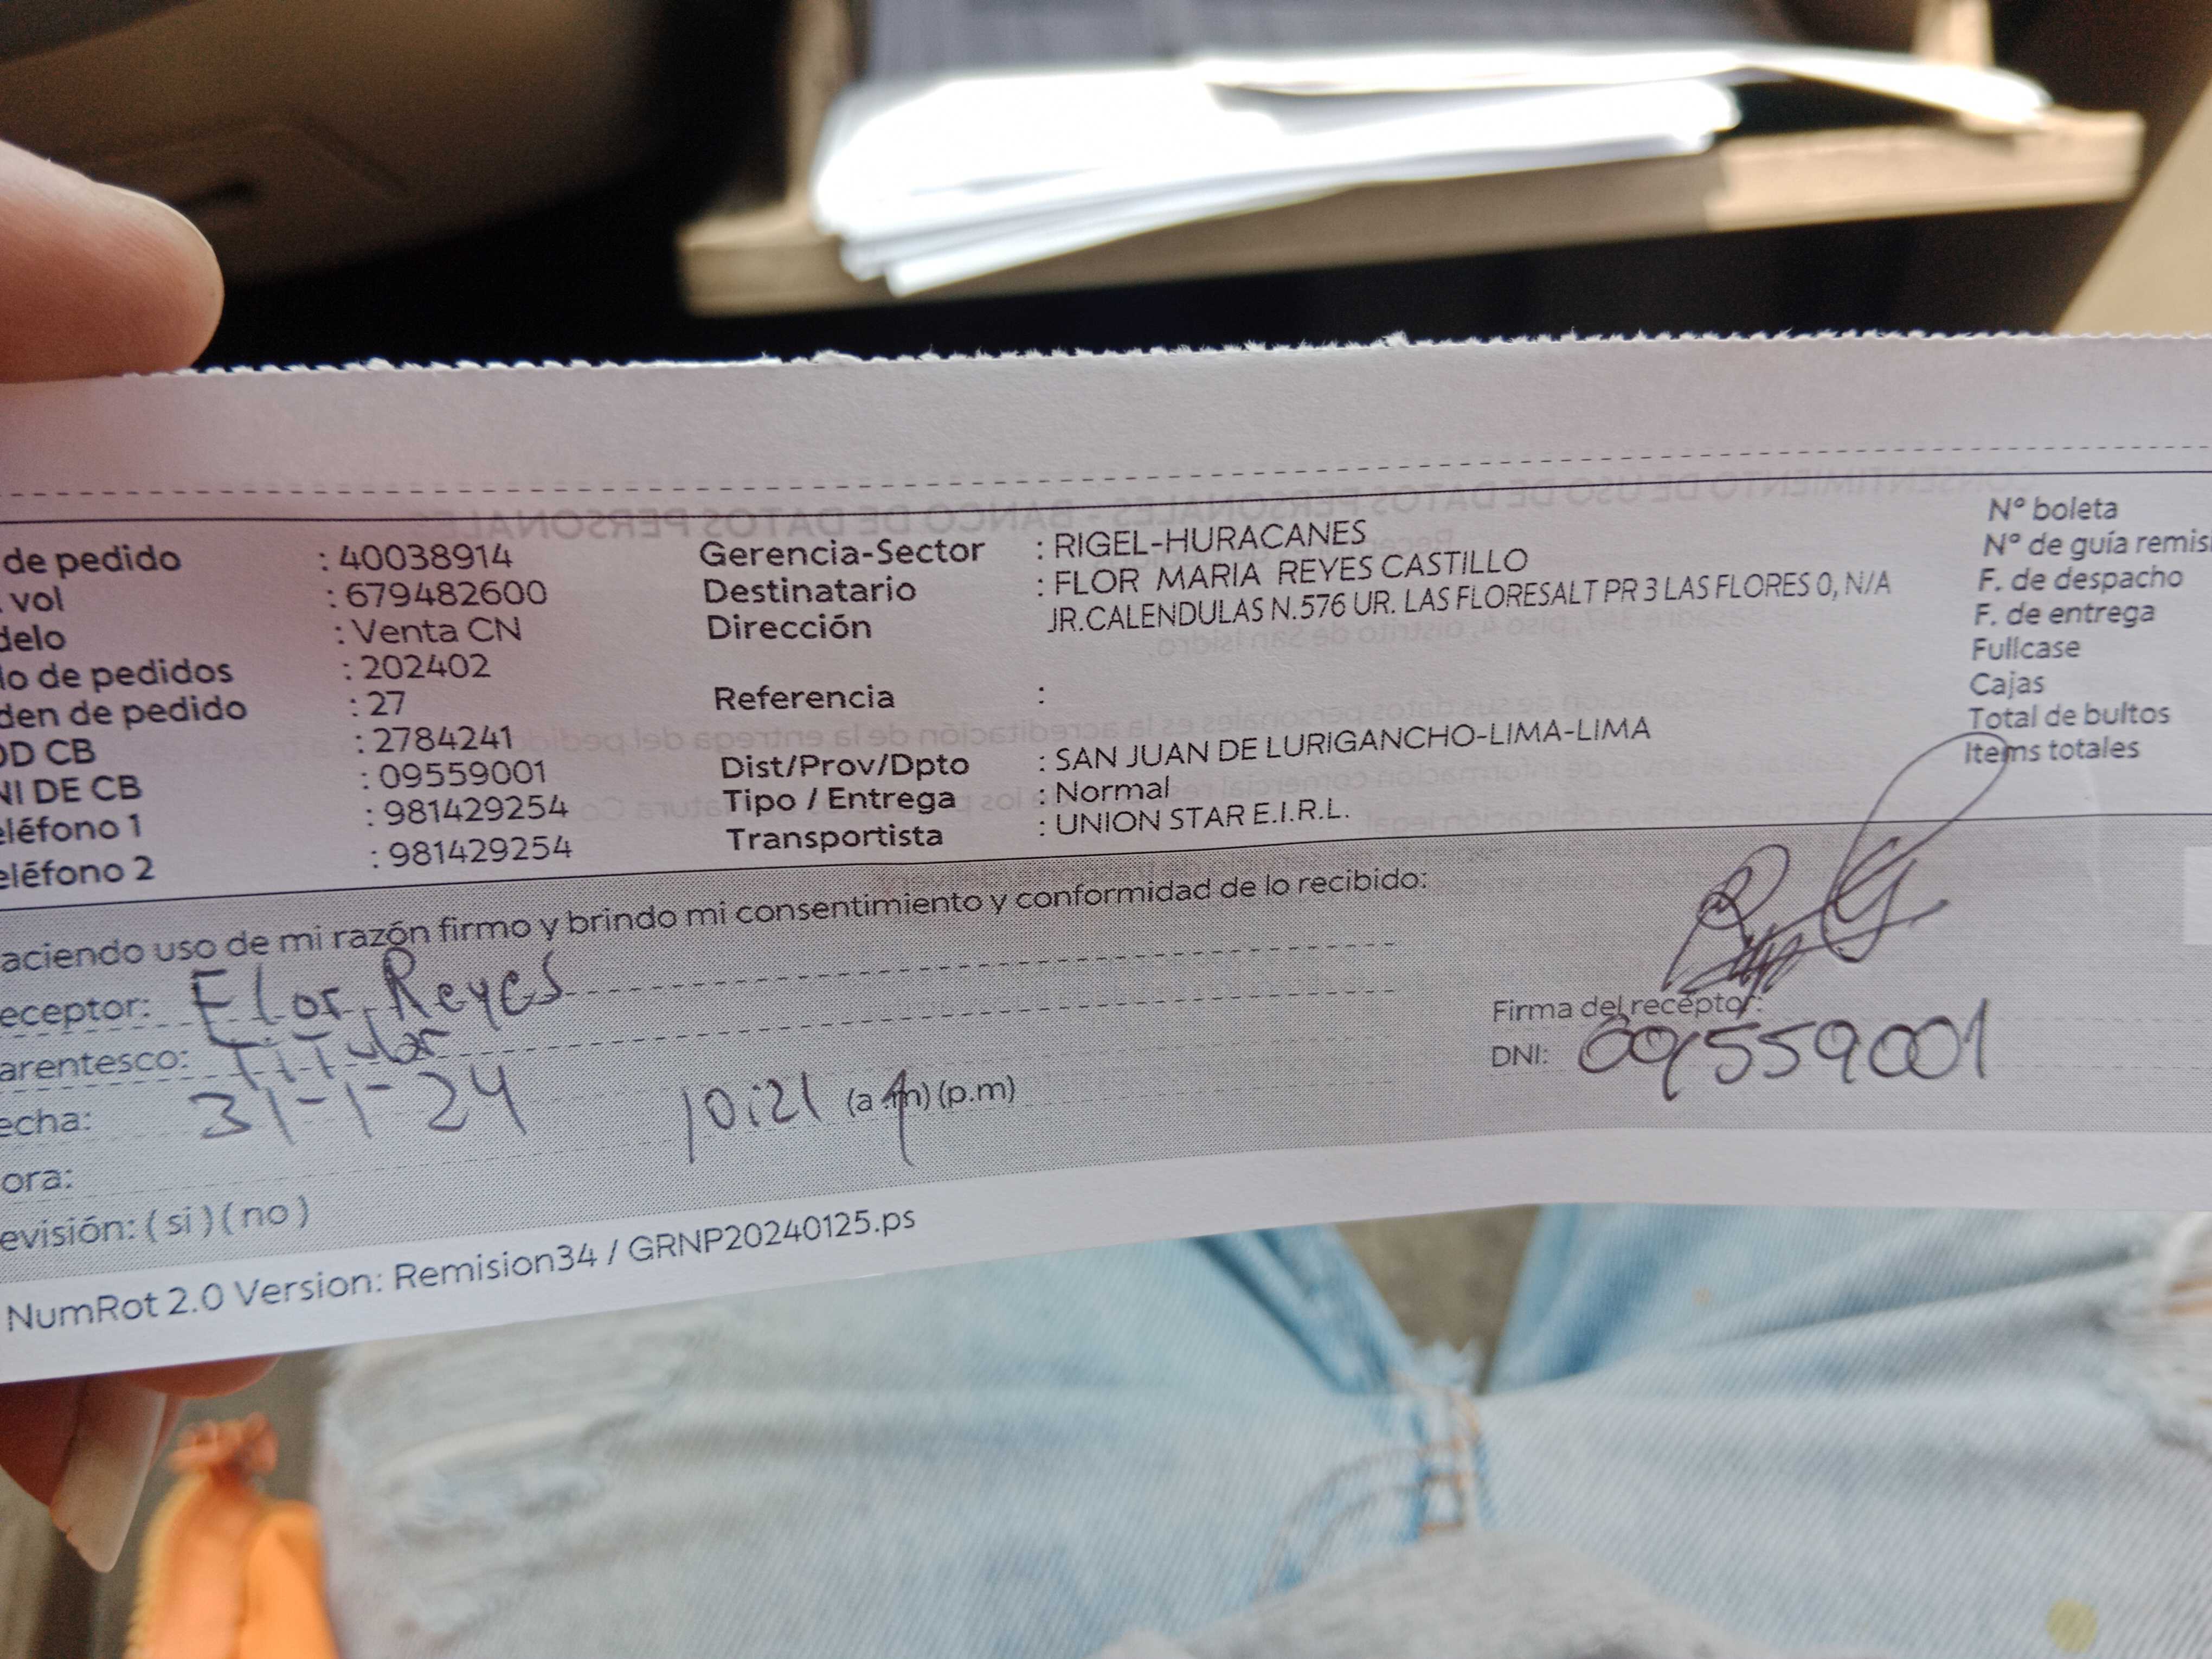 de pedido : 40038914
vol : 679482600
delo : Venta CN
lo de pedidos : 202402
den de pedido : 27
OD CB : 2784241
NI DE CB : 09559001
eléfono 1 : 981429254
eléfono 2 : 981429254
Gerencia-Sector : RIGEL-HURACANES
Destinatario : FLOR MARIA REYES CASTILLO
Dirección JR.CALENDULAS N.576 UR. LAS FLORESALT PR 3 LAS FLORES 0, N/A
Referencia :
Dist/Prov/Dpto : SAN JUAN DE LURIGANCHO-LIMA-LIMA
Tipo / Entrega : Normal
Transportista : UNION STAR E.I.R.L.
Nº boleta
Nº de guía remisi
F. de despacho
F. de entrega
Fullcase
Cajas
Total de bultos
Items totales
aciendo uso de mi razón firmo y brindo mi consentimiento y conformidad de lo recibido:
eceptor: Flor Reyes
arentesco: TiTular
echa: 31-1-24 10:21 (a.m) (p.m)
ora:
evisión: ( si ) ( no )
Firma del receptor:
DNI: 09559001
NumRot 2.0 Version: Remision34 / GRNP20240125.ps